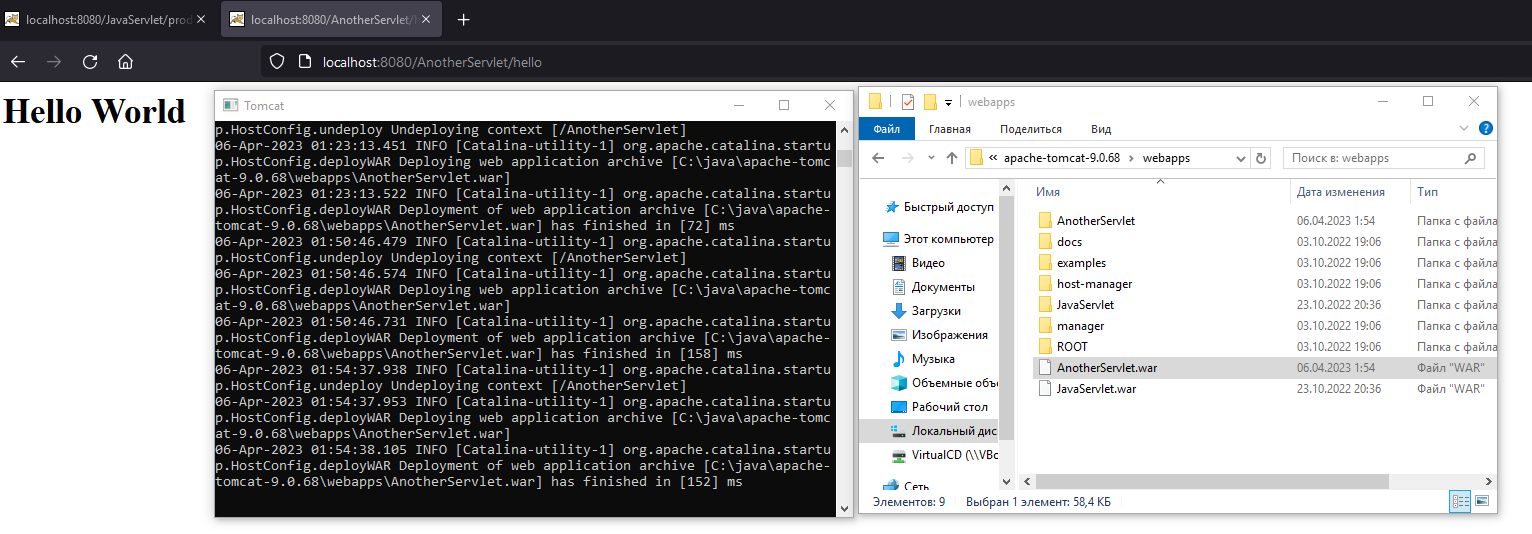 localhost:8080/JavaServlet/prod
localhost:8080/AnotherServlet/
localhost:8080/AnotherServlet/hello
Hello World
Tomcat
p.HostConfig.undeploy Undeploying context [/AnotherServlet]
06-Apr-2023 01:23:13.451 INFO [Catalina-utility-1] org.apache.catalina.startu
p.HostConfig.deployWAR Deploying web application archive [C:\java\apache-tomc
at-9.0.68\webapps\AnotherServlet.war]
06-Apr-2023 01:23:13.522 INFO [Catalina-utility-1] org.apache.catalina.startu
p.HostConfig.deployWAR Deployment of web application archive [C:\java\apache-
tomcat-9.0.68\webapps\AnotherServlet.war] has finished in [72] ms
06-Apr-2023 01:50:46.479 INFO [Catalina-utility-1] org.apache.catalina.startu
p.HostConfig.undeploy Undeploying context [/AnotherServlet]
06-Apr-2023 01:50:46.574 INFO [Catalina-utility-1] org.apache.catalina.startu
p.HostConfig.deployWAR Deploying web application archive [C:\java\apache-tomc
at-9.0.68\webapps\AnotherServlet.war]
06-Apr-2023 01:50:46.731 INFO [Catalina-utility-1] org.apache.catalina.startu
p.HostConfig.deployWAR Deployment of web application archive [C:\java\apache-
tomcat-9.0.68\webapps\AnotherServlet.war] has finished in [158] ms
06-Apr-2023 01:54:37.938 INFO [Catalina-utility-1] org.apache.catalina.startu
p.HostConfig.undeploy Undeploying context [/AnotherServlet]
06-Apr-2023 01:54:37.953 INFO [Catalina-utility-1] org.apache.catalina.startu
p.HostConfig.deployWAR Deploying web application archive [C:\java\apache-tomc
at-9.0.68\webapps\AnotherServlet.war]
06-Apr-2023 01:54:38.105 INFO [Catalina-utility-1] org.apache.catalina.startu
p.HostConfig.deployWAR Deployment of web application archive [C:\java\apache-
tomcat-9.0.68\webapps\AnotherServlet.war] has finished in [152] ms
webapps
Файл Главная Поделиться Вид
« apache-tomcat-9.0.68 › webapps
Поиск в: webapps
Быстрый доступ
Этот компьютер
Видео
Документы
Загрузки
Изображения
Музыка
Объемные объ
Рабочий стол
Локальный дис
VirtualCD (\\VBo
Сеть
Имя Дата изменения Тип
AnotherServlet 06.04.2023 1:54 Папка с файла
docs 03.10.2022 19:06 Папка с файла
examples 03.10.2022 19:06 Папка с файла
host-manager 03.10.2022 19:06 Папка с файла
JavaServlet 23.10.2022 20:36 Папка с файла
manager 03.10.2022 19:06 Папка с файла
ROOT 03.10.2022 19:06 Папка с файла
AnotherServlet.war 06.04.2023 1:54 Файл "WAR"
JavaServlet.war 23.10.2022 20:36 Файл "WAR"
Элементов: 9 Выбран 1 элемент: 58,4 КБ